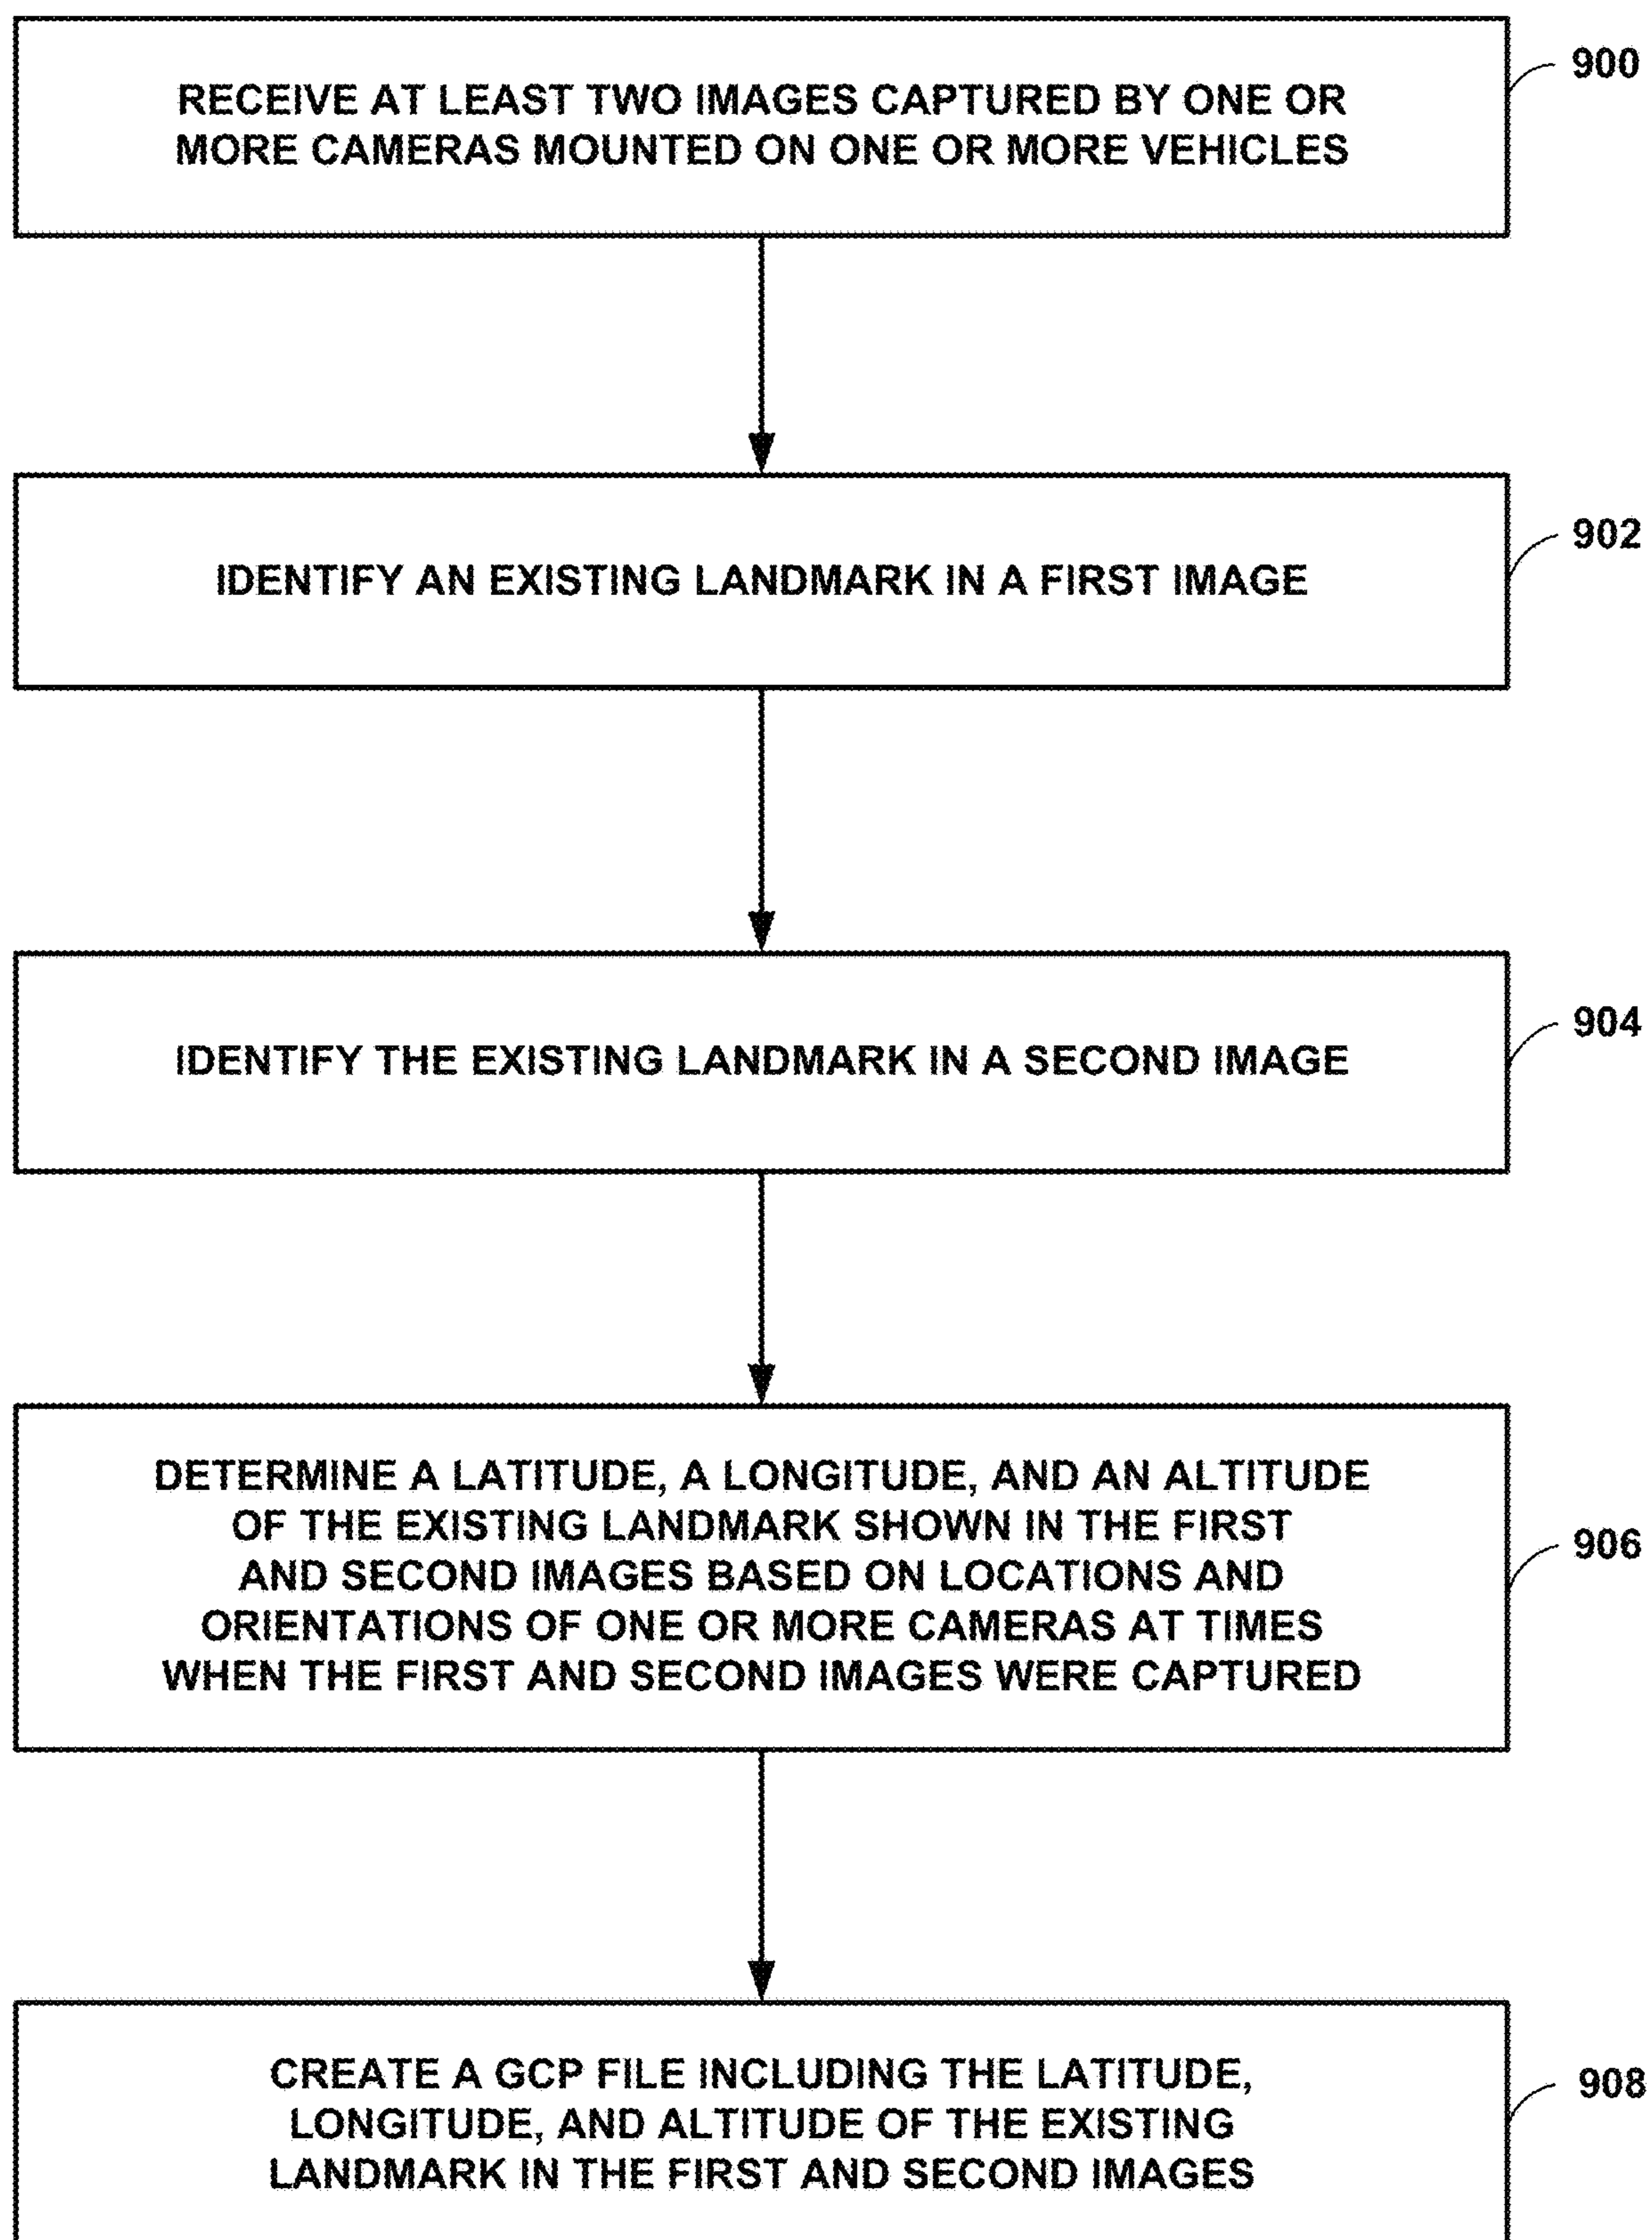 RECEIVE AT LEAST TWO IMAGES CAPTURED BY ONE OR
MORE CAMERAS MOUNTED ON ONE OR MORE VEHICLES
900
IDENTIFY AN EXISTING LANDMARK IN A FIRST IMAGE
902
IDENTIFY THE EXISTING LANDMARK IN A SECOND IMAGE
904
DETERMINE A LATITUDE, A LONGITUDE, AND AN ALTITUDE
OF THE EXISTING LANDMARK SHOWN IN THE FIRST
AND SECOND IMAGES BASED ON LOCATIONS AND
ORIENTATIONS OF ONE OR MORE CAMERAS AT TIMES
WHEN THE FIRST AND SECOND IMAGES WERE CAPTURED
906
CREATE A GCP FILE INCLUDING THE LATITUDE,
LONGITUDE, AND ALTITUDE OF THE EXISTING
LANDMARK IN THE FIRST AND SECOND IMAGES
908